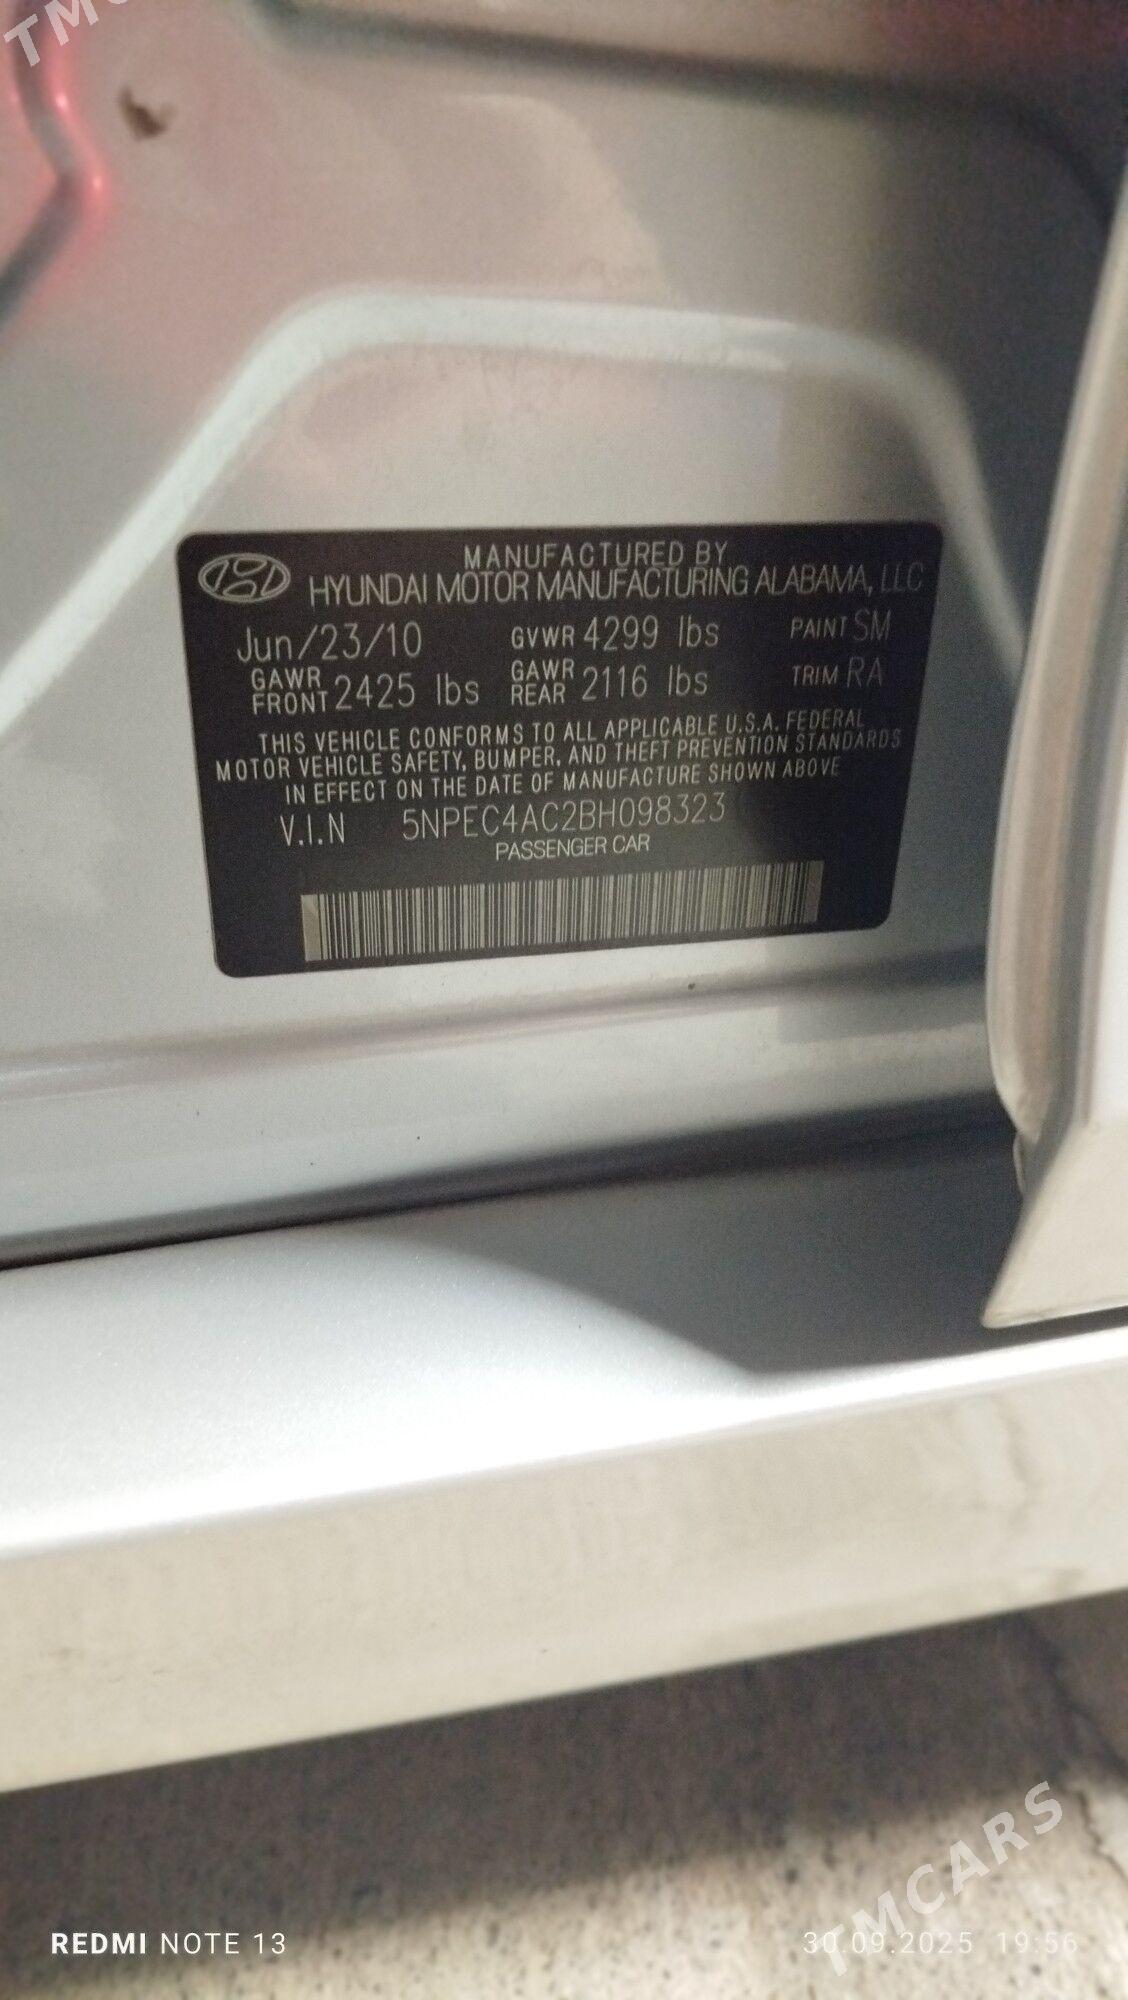 TMC
MANUFACTURED BY
HYUNDAI MOTOR MANUFACTURING ALABAMA, LLC
Jun/23/10 GVWR 4299 lbs PAINT SM
GAWR FRONT 2425 lbs GAWR REAR 2116 lbs TRIM RA
THIS VEHICLE CONFORMS TO ALL APPLICABLE U.S.A. FEDERAL
MOTOR VEHICLE SAFETY, BUMPER, AND THEFT PREVENTION STANDARDS
IN EFFECT ON THE DATE OF MANUFACTURE SHOWN ABOVE
V.I.N 5NPEC4AC2BH098323
PASSENGER CAR
TMCARS
REDMI NOTE 13 30.09.2025 19:56